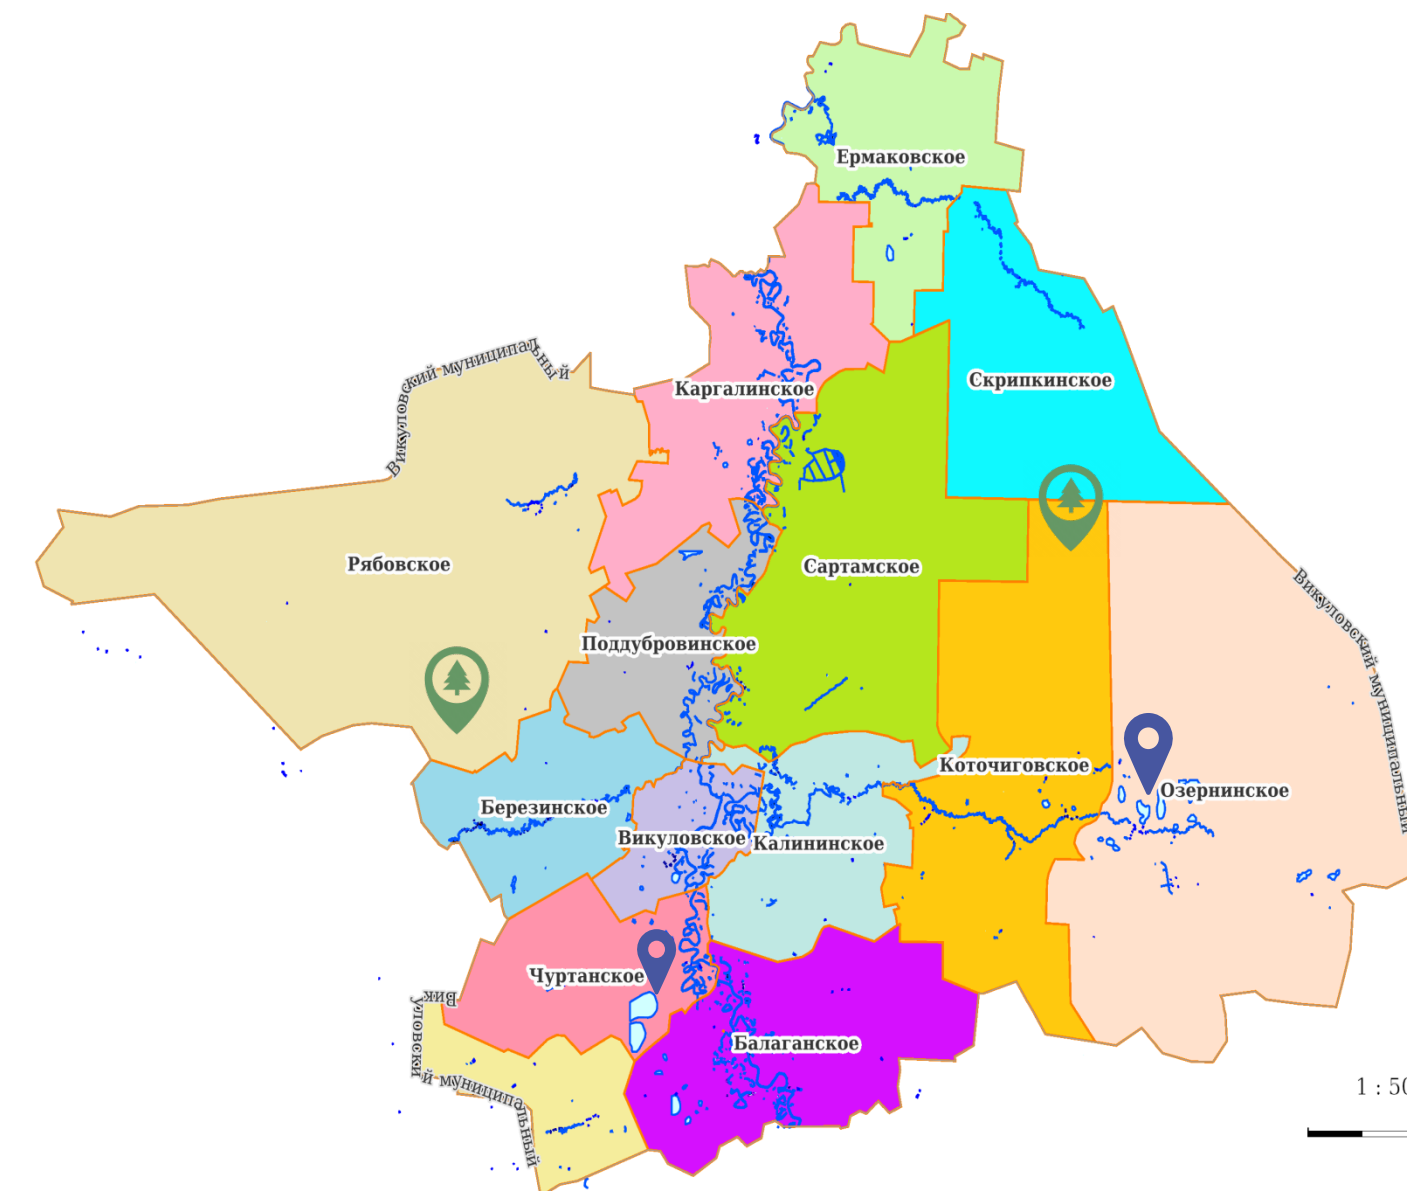 Ермаковское
Скрипкинское
Викуловский муниципальный
Каргалинское
Рябовское
Сартамское
Викуловский муниципальный
Поддубровинское
Коточиговское
Озернинское
Березинское
Викуловское
Калининское
Чуртанское
Викуловский муниципальный
Балаганское
1 : 50